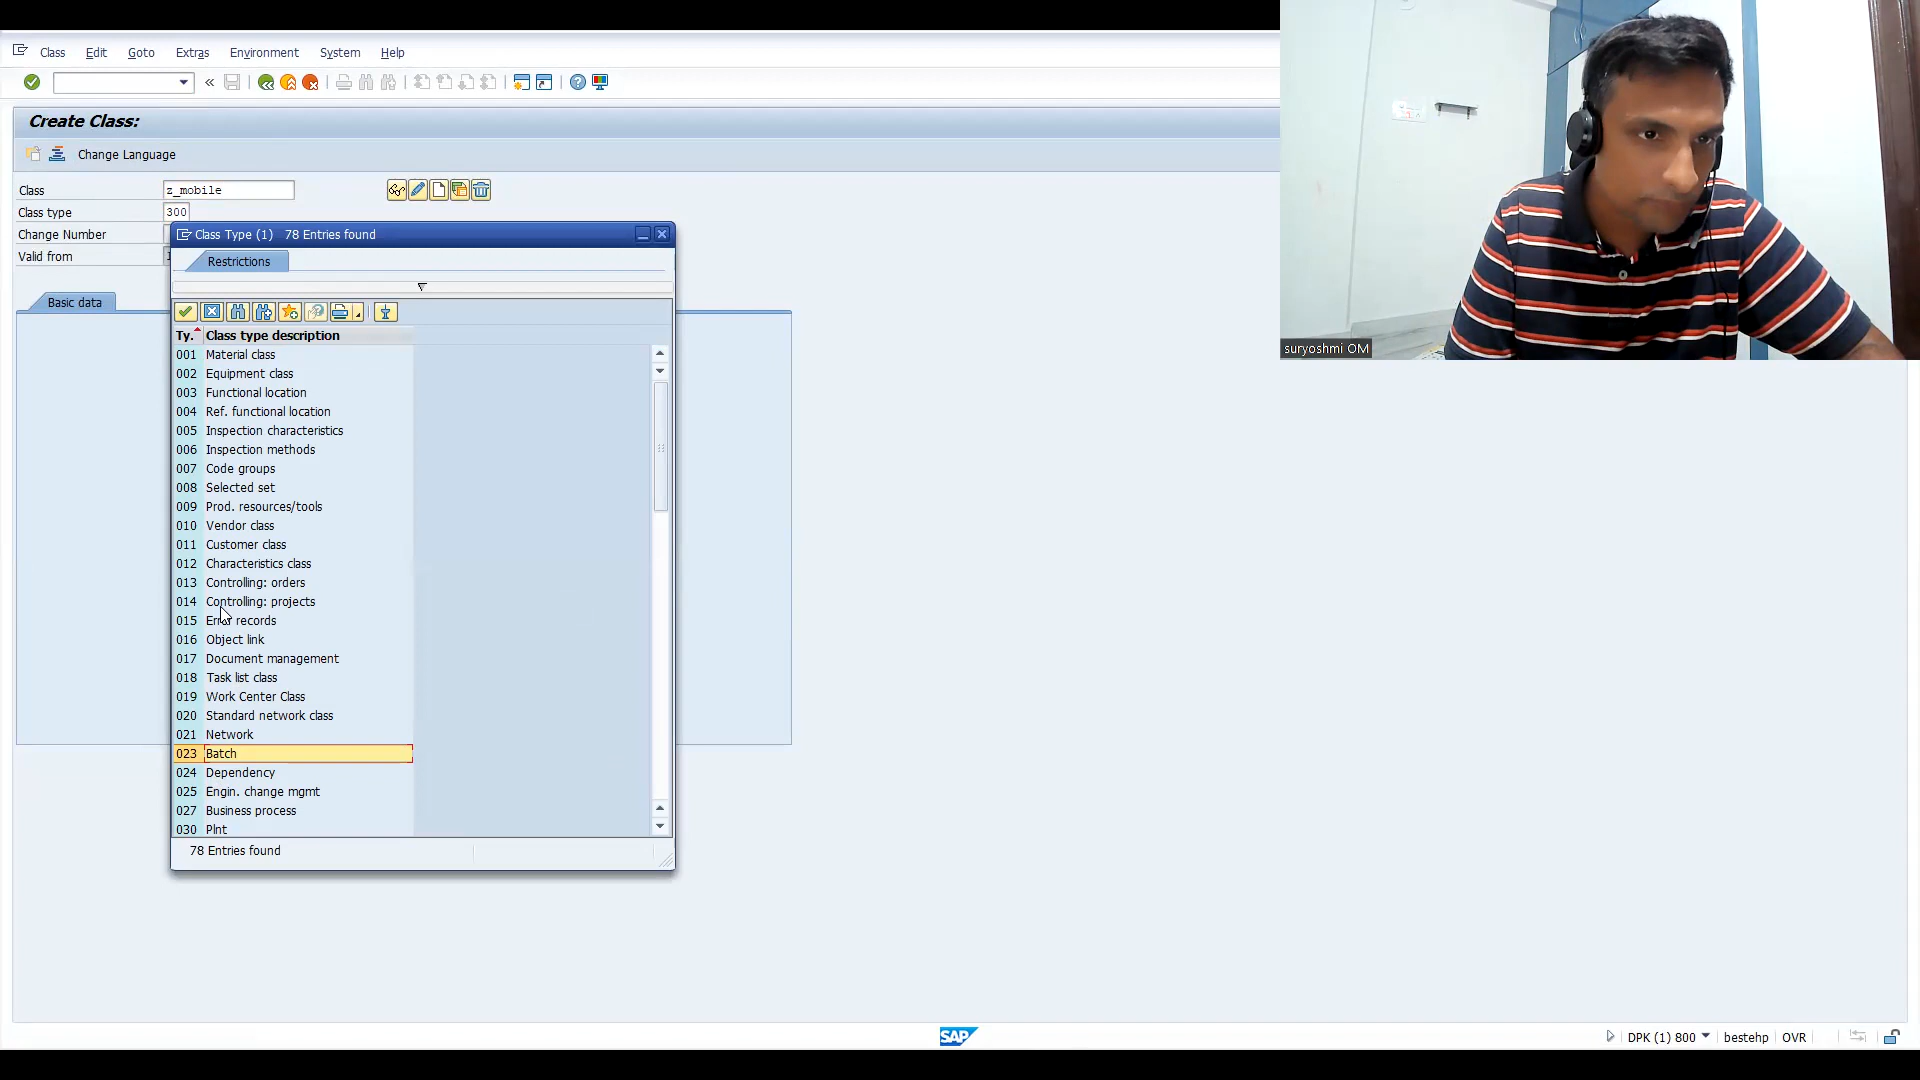 Class Edit Goto Extras Environment System Help
Create Class:
Change Language
Class z_mobile
Class type 300
Change Number
Valid from
Basic data
Class Type (1) 78 Entries found
Restrictions
Ty. Class type description
001 Material class
002 Equipment class
003 Functional location
004 Ref. functional location
005 Inspection characteristics
006 Inspection methods
007 Code groups
008 Selected set
009 Prod. resources/tools
010 Vendor class
011 Customer class
012 Characteristics class
013 Controlling: orders
014 Controlling: projects
015 records
016 Object link
017 Document management
018 Task list class
019 Work Center Class
020 Standard network class
021 Network
023 Batch
024 Dependency
025 Engin. change mgmt
027 Business process
030 Plnt
78 Entries found
suryoshmi OM
SAP
DPK (1) 800 bestehp OVR